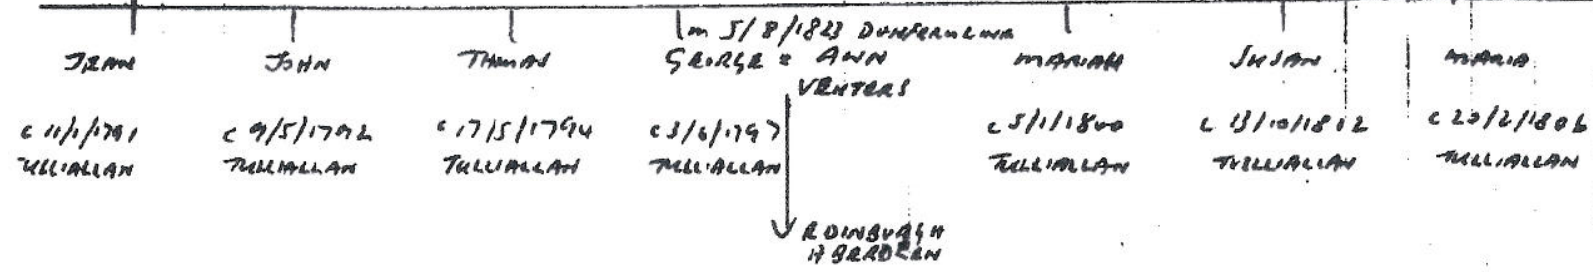 m 5/8/1823 DUNFERMLINE
JEAN JOHN THOMAS GEORGE = ANN MARIAH SUSAN MARIA
VENTERS
c 11/1/1791 c 9/5/1792 c 17/5/1794 c 3/6/1797 c 5/1/1800 c 13/10/1802 c 20/2/1806
TULLIALLAN TULLIALLAN TULLIALLAN TULLIALLAN TULLIALLAN TULLIALLAN TULLIALLAN
EDINBURGH
ABERDEEN